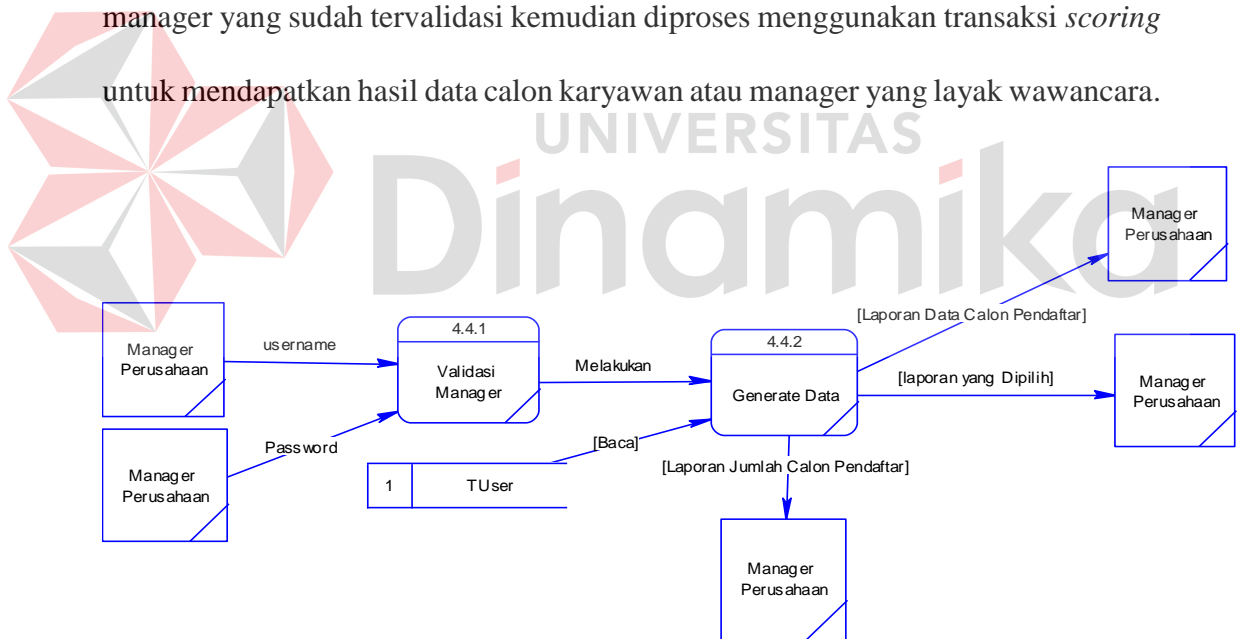 manager yang sudah tervalidasi kemudian diproses menggunakan transaksi scoring
untuk mendapatkan hasil data calon karyawan atau manager yang layak wawancara.
UNIVERSITAS
Dinamika
Manager
Perusahaan
Manager
Perusahaan
username
4.4.1
Validasi
Manager
Melakukan
4.4.2
Generate Data
[Laporan Data Calon Pendaftar]
[laporan yang Dipilih]
Manager
Perusahaan
Manager
Perusahaan
Password
[Baca]
1
TUser
[Laporan Jumlah Calon Pendaftar]
Manager
Perusahaan